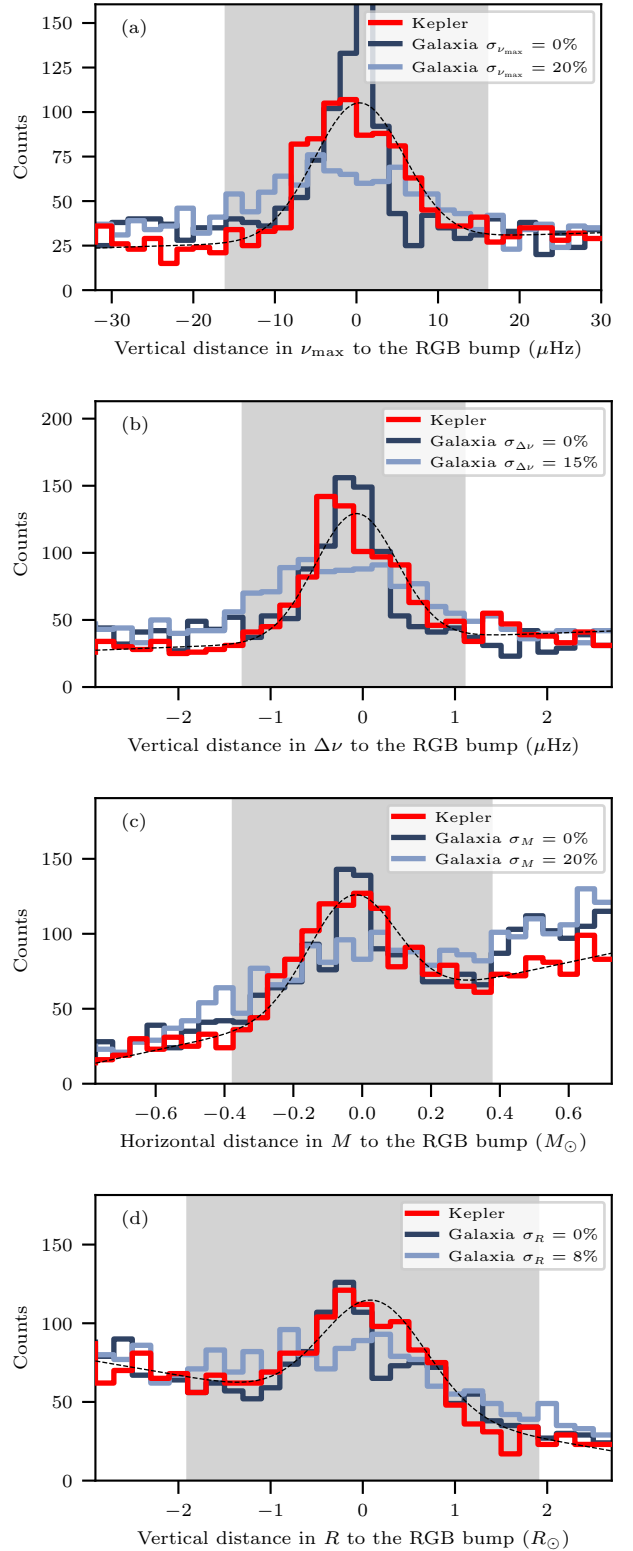 (a)
Kepler
Galaxia σ_νmax = 0%
Galaxia σ_νmax = 20%
Counts
150
125
100
75
50
25
0
−30 −20 −10 0 10 20 30
Vertical distance in ν_max to the RGB bump (μHz)
(b)
Kepler
Galaxia σ_Δν = 0%
Galaxia σ_Δν = 15%
Counts
200
150
100
50
0
−2 −1 0 1 2
Vertical distance in Δν to the RGB bump (μHz)
(c)
Kepler
Galaxia σ_M = 0%
Galaxia σ_M = 20%
Counts
150
100
50
0
−0.6 −0.4 −0.2 0.0 0.2 0.4 0.6
Horizontal distance in M to the RGB bump (M_⊙)
(d)
Kepler
Galaxia σ_R = 0%
Galaxia σ_R = 8%
Counts
150
100
50
0
−2 −1 0 1 2
Vertical distance in R to the RGB bump (R_⊙)